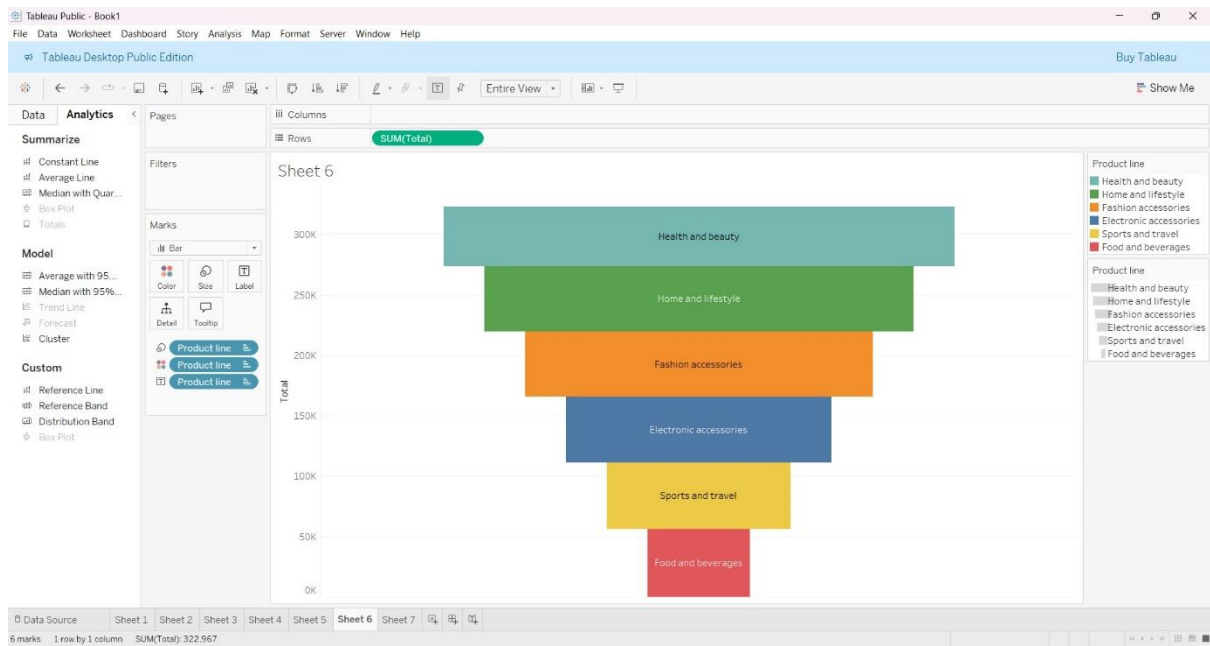 Tableau Public - Book1
File Data Worksheet Dashboard Story Analysis Map Format Server Window Help
Tableau Desktop Public Edition
Buy Tableau
Entire View
Show Me
Data Analytics
Summarize
Constant Line
Average Line
Median with Quar...
Box Plot
Totals
Model
Average with 95...
Median with 95%...
Trend Line
Forecast
Cluster
Custom
Reference Line
Reference Band
Distribution Band
Box Plot
Pages
Filters
Marks
Bar
Color Size Label
Detail Tooltip
Product line
Product line
Product line
Columns
Rows SUM(Total)
Sheet 6
Total
300K
250K
200K
150K
100K
50K
0K
Health and beauty
Home and lifestyle
Fashion accessories
Electronic accessories
Sports and travel
Food and beverages
Product line
Health and beauty
Home and lifestyle
Fashion accessories
Electronic accessories
Sports and travel
Food and beverages
Product line
Health and beauty
Home and lifestyle
Fashion accessories
Electronic accessories
Sports and travel
Food and beverages
Data Source Sheet 1 Sheet 2 Sheet 3 Sheet 4 Sheet 5 Sheet 6 Sheet 7
6 marks 1 row by 1 column SUM(Total): 322.967